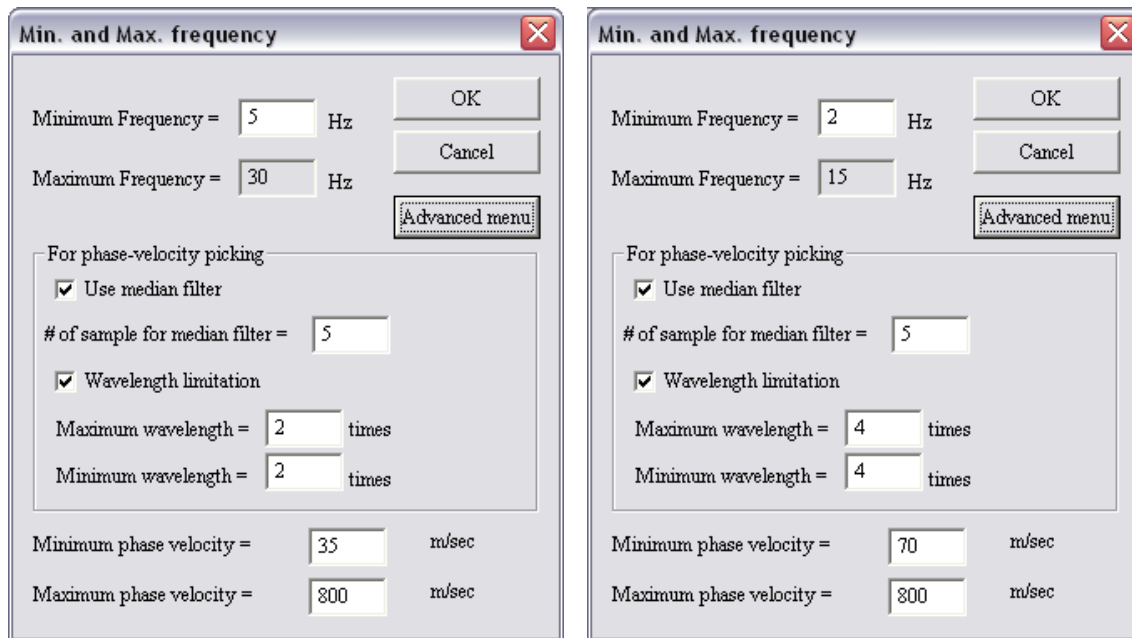 Min. and Max. frequency
Minimum Frequency = 5 Hz
OK
Maximum Frequency = 30 Hz
Cancel
Advanced menu
For phase-velocity picking
Use median filter
# of sample for median filter = 5
Wavelength limitation
Maximum wavelength = 2 times
Minimum wavelength = 2 times
Minimum phase velocity = 35 m/sec
Maximum phase velocity = 800 m/sec
Min. and Max. frequency
Minimum Frequency = 2 Hz
OK
Maximum Frequency = 15 Hz
Cancel
Advanced menu
For phase-velocity picking
Use median filter
# of sample for median filter = 5
Wavelength limitation
Maximum wavelength = 4 times
Minimum wavelength = 4 times
Minimum phase velocity = 70 m/sec
Maximum phase velocity = 800 m/sec